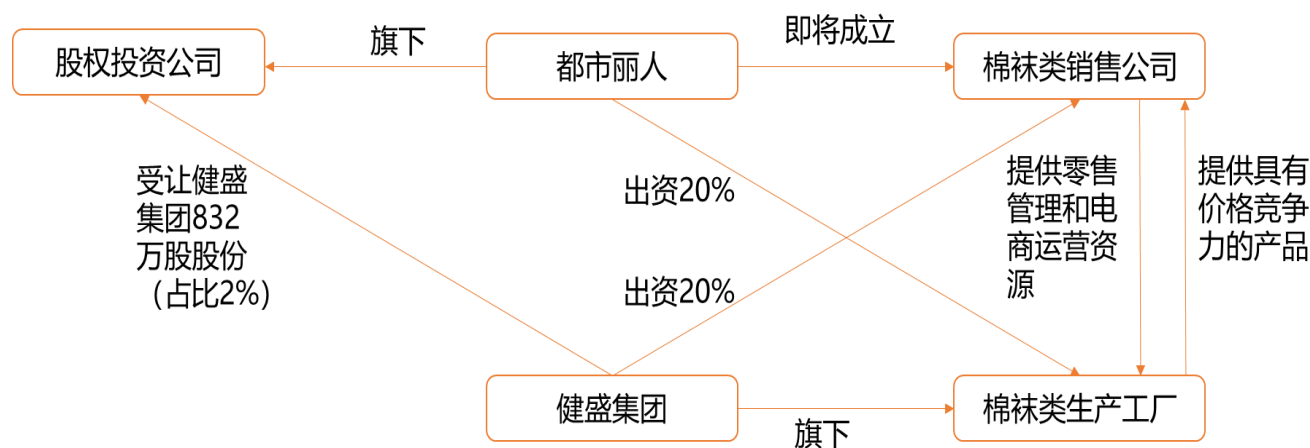 旗下
即将成立
股权投资公司
都市丽人
棉袜类销售公司
受让健盛
集团832
万股股份
（占比2%）
出资20%
出资20%
提供零售
管理和电
商运营资
源
提供具有
价格竞争
力的产品
健盛集团
旗下
棉袜类生产工厂